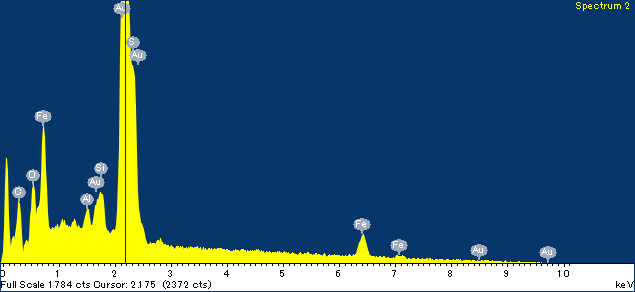 Spectrum 2
Au
S
Au
Fe
O
C
Si
Au
Al
Fe
Fe
Au
Au
0 1 2 3 4 5 6 7 8 9 10
Full Scale 1784 cts Cursor: 2.175 (2372 cts) keV